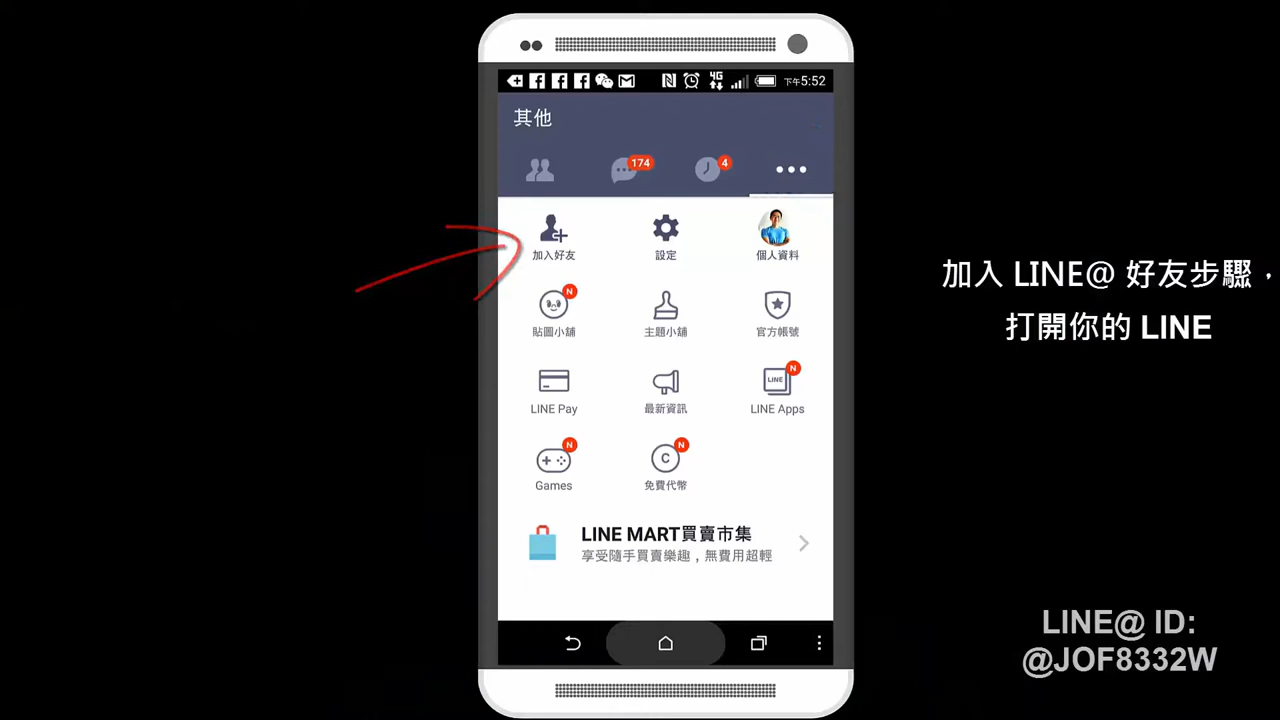 下午5:52
其他
174
4
加入好友
設定
個人資料
N
貼圖小舖
主題小舖
官方帳號
N
LINE
LINE Pay
最新資訊
LINE Apps
N
N
C
Games
免費代幣
LINE MART買賣市集
享受隨手買賣樂趣,無費用超輕
加入 LINE@ 好友步驟,
打開你的 LINE
LINE@ ID:
@JOF8332W